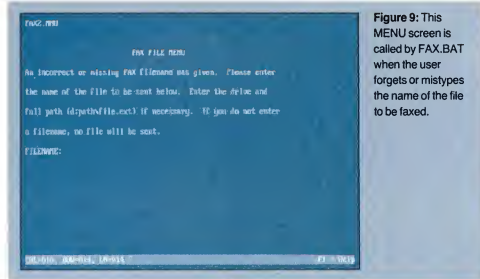 FAX2.MNU
FAX FILE MENU
An incorrect or missing FAX filename was given. Please enter
the name of the file to be sent below. Enter the drive and
full path (d:path\file.ext) if necessary. If you do not enter
a filename, no file will be sent.
FILENAME:
F1 = Help
Figure 9: This
MENU screen is
called by FAX.BAT
when the user
forgets or mistypes
the name of the file
to be faxed.